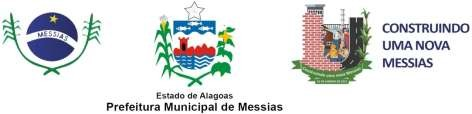 MESSIAS
Estado de Alagoas
Prefeitura Municipal de Messias
CONSTRUINDO
UMA NOVA
MESSIAS